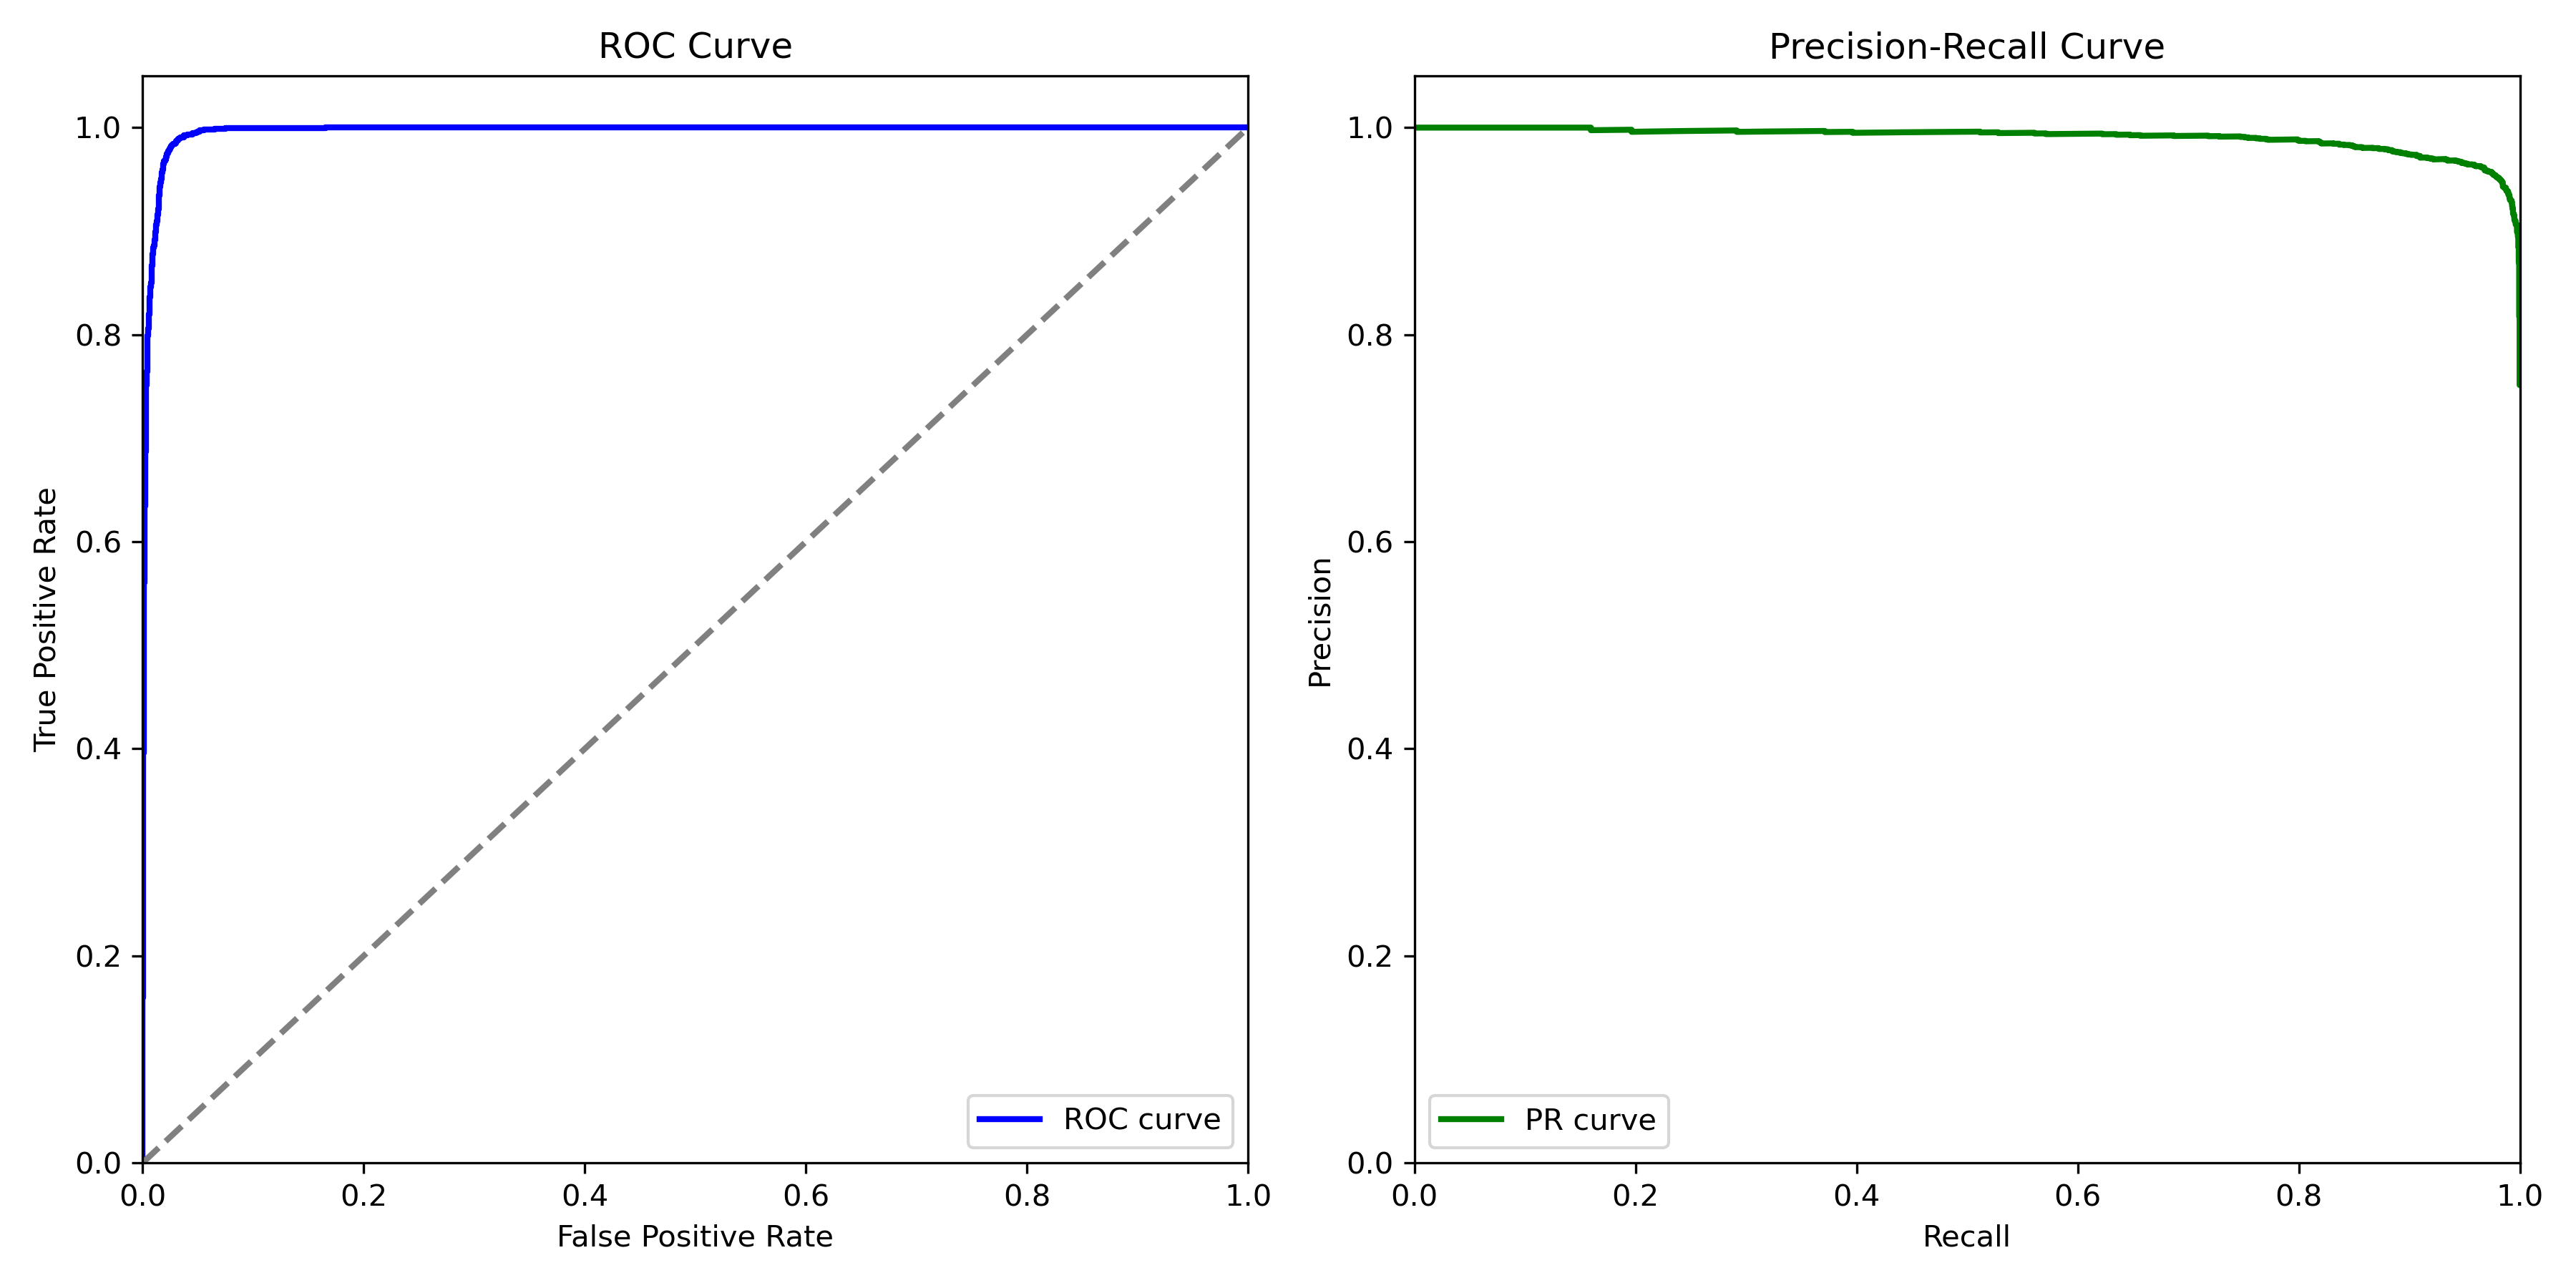 ROC Curve
True Positive Rate
1.0
0.8
0.6
0.4
0.2
0.0
0.0 0.2 0.4 0.6 0.8 1.0
False Positive Rate
ROC curve
Precision-Recall Curve
Precision
1.0
0.8
0.6
0.4
0.2
0.0
0.0 0.2 0.4 0.6 0.8 1.0
Recall
PR curve